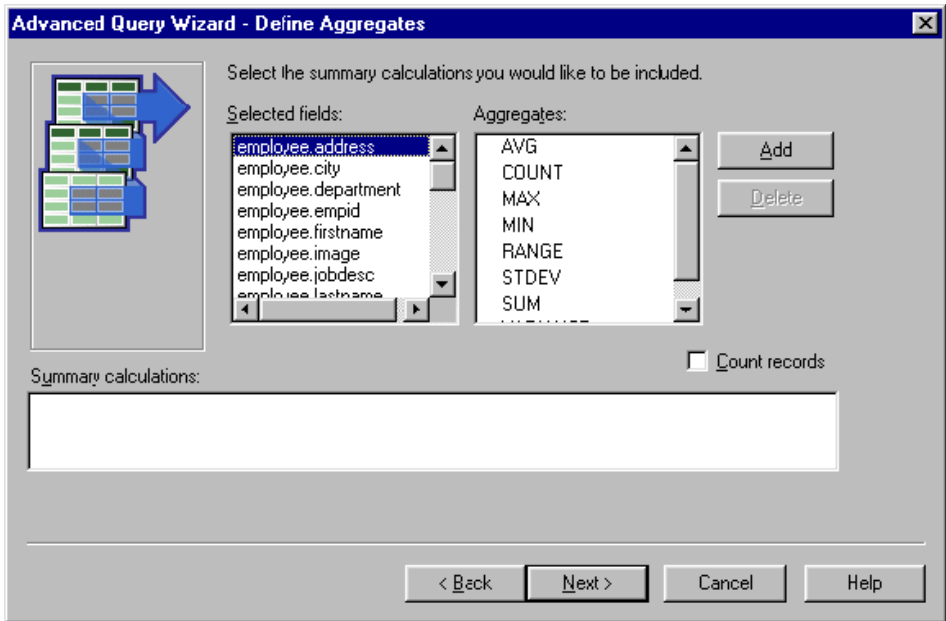 Advanced Query Wizard - Define Aggregates
Select the summary calculations you would like to be included.
Selected fields:
Aggregates:
employee.address
employee.city
employee.department
employee.empid
employee.firstname
employee.image
employee.jobdesc
employee.lastname
AVG
COUNT
MAX
MIN
RANGE
STDEV
SUM
Add
Delete
Count records
Summary calculations:
< Back
Next >
Cancel
Help